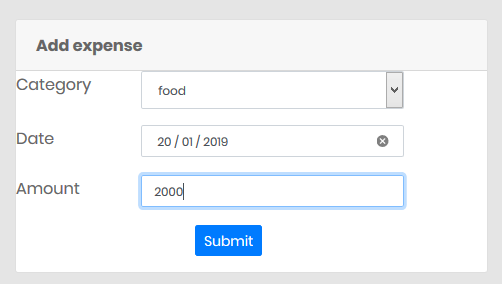 Add expense
Category food
Date 20 / 01 / 2019
Amount 2000
Submit